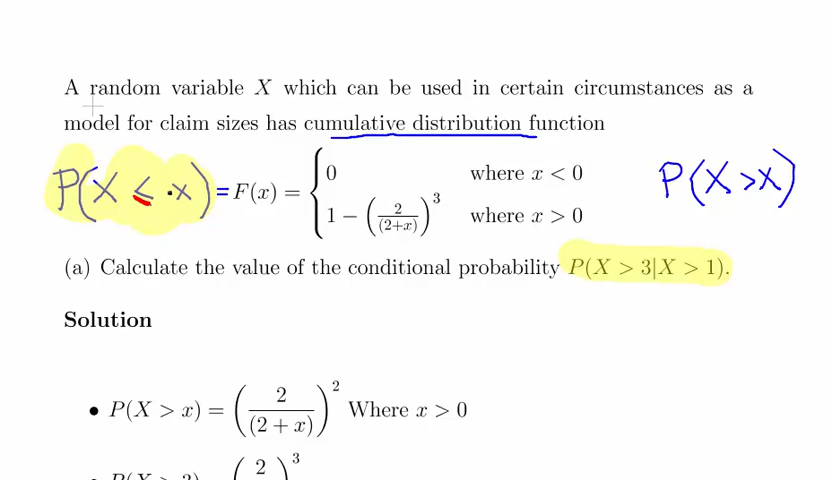 A random variable X which can be used in certain circumstances as a
model for claim sizes has cumulative distribution function
P(X ≤ x) = F(x) = { 0 where x < 0 P(X > x)
1 − (2/(2+x))^3 where x > 0
(a) Calculate the value of the conditional probability P(X > 3|X > 1).
Solution
• P(X > x) = (2/(2 + x))^2 Where x > 0
(2)^3